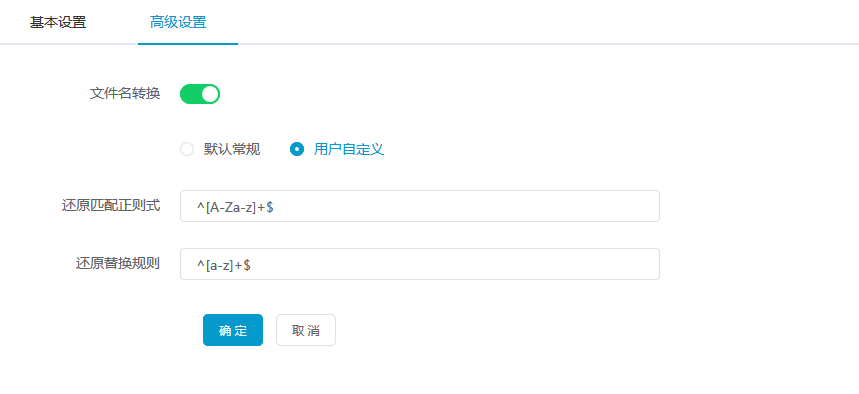 基本设置 高级设置
文件名转换
默认常规 用户自定义
还原匹配正则式 ^[A-Za-z]+$
还原替换规则 ^[a-z]+$
确定 取消